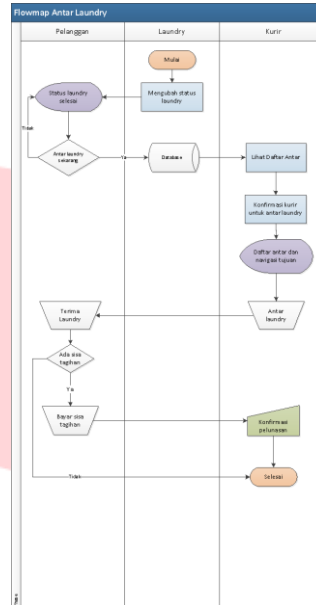 Flowmap Antar Laundry
Pelanggan
Laundry
Kurir
Mulai
Status laundry
selesai
Mengubah status
laundry
Tidak
Antar laundry
sekarang
Ya
Database
Lihat Daftar Antar
Konfirmasi kurir
untuk antar laundry
Daftar antar dan
navigasi tujuan
Terima
Laundry
Antar
laundry
Ada sisa
tagihan
Ya
Bayar sisa
tagihan
Konfirmasi
pelunasan
Tidak
Selesai